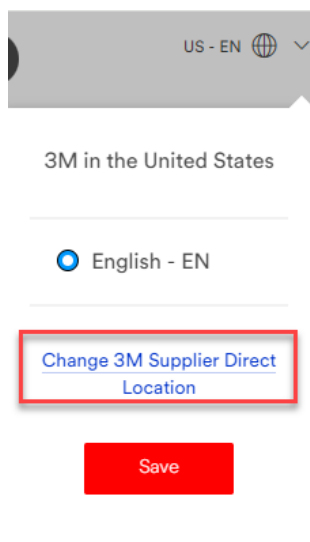 US - EN
3M in the United States
English - EN
Change 3M Supplier Direct
Location
Save